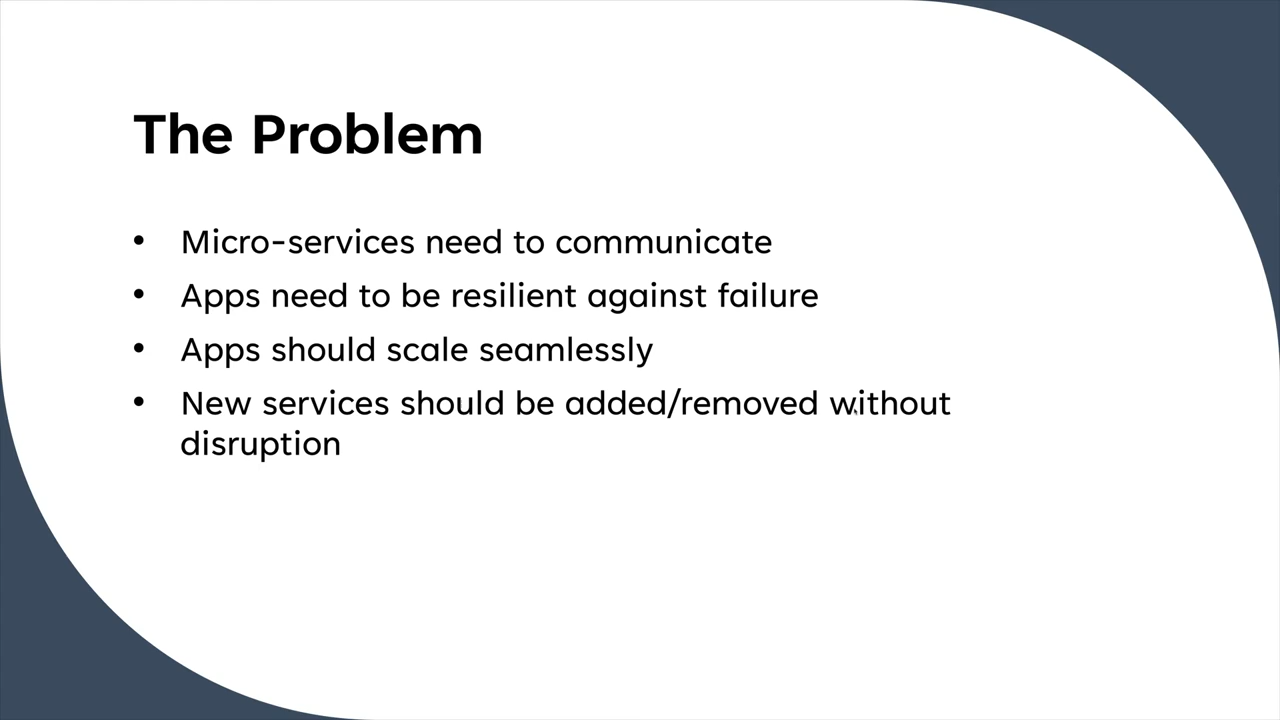 The Problem
• Micro-services need to communicate
• Apps need to be resilient against failure
• Apps should scale seamlessly
• New services should be added/removed without
disruption